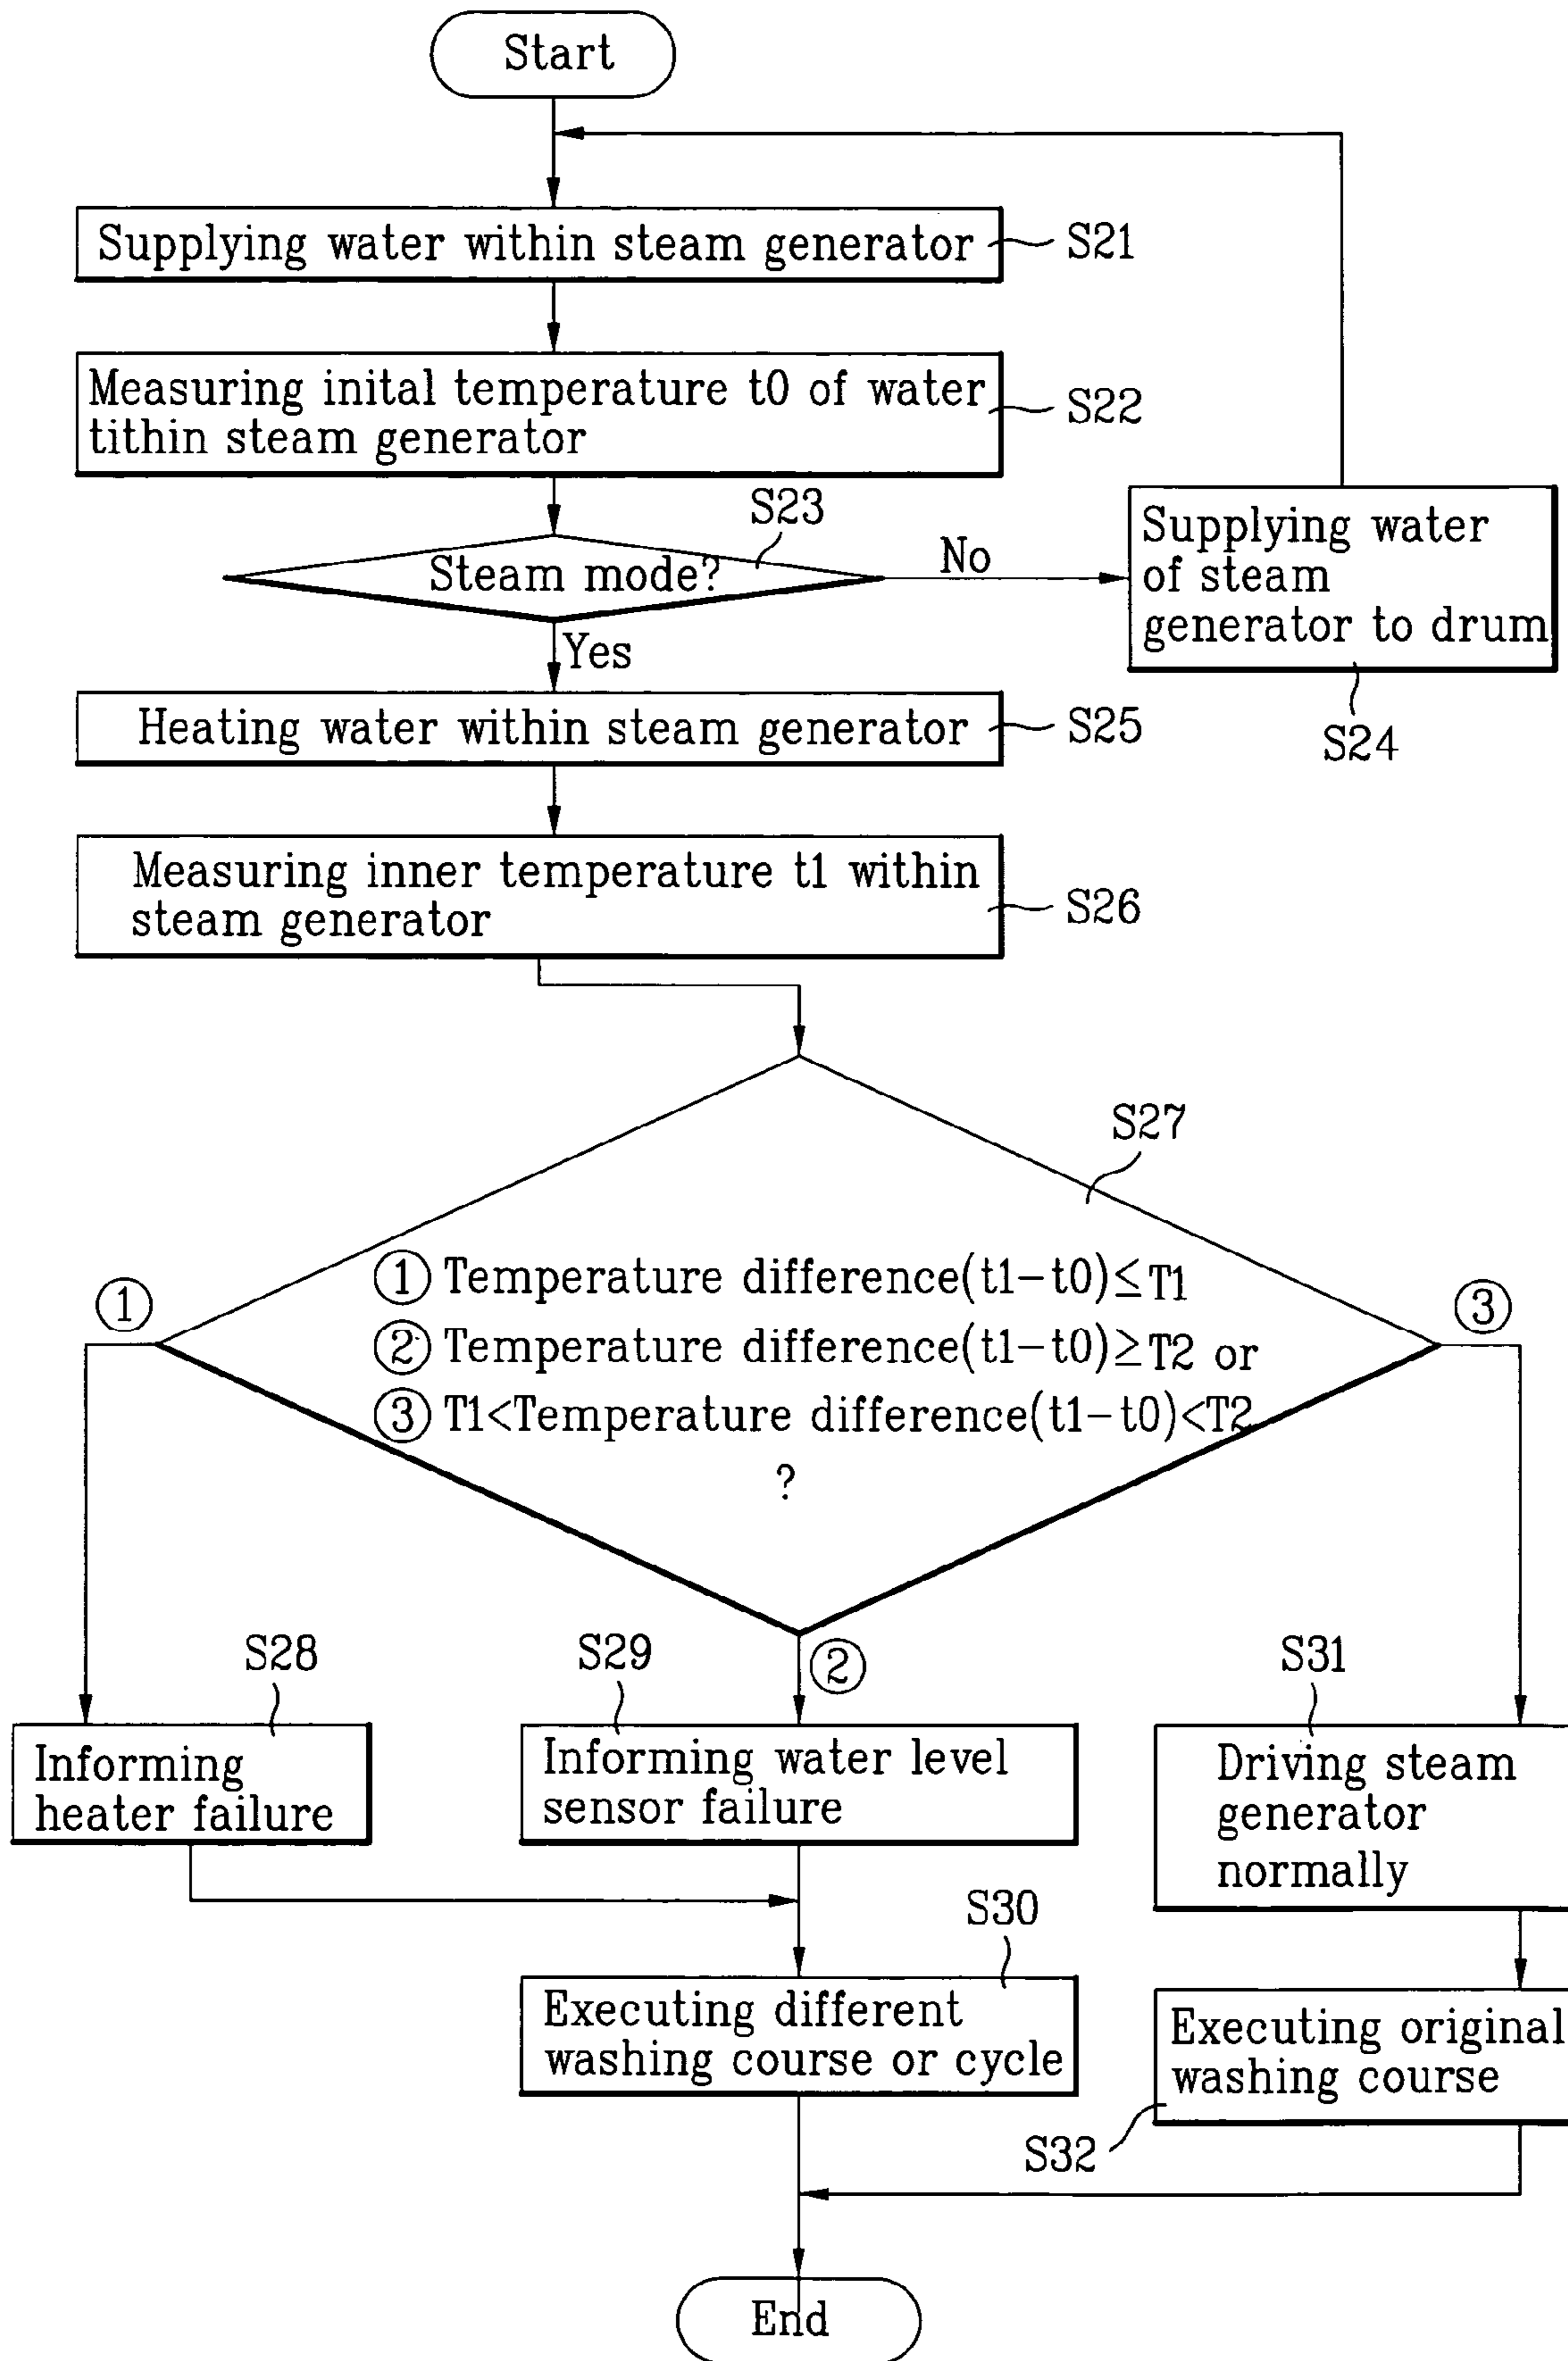 Start
Supplying water within steam generator
S21
Measuring inital temperature t0 of water
tithin steam generator
S22
S23
Steam mode?
No
Yes
Supplying water
of steam
generator to drum
S24
Heating water within steam generator
S25
Measuring inner temperature t1 within
steam generator
S26
S27
① Temperature difference(t1-t0)≤T1
② Temperature difference(t1-t0)≥T2 or
③ T1<Temperature difference(t1-t0)<T2
?
①
③
②
S28
Informing
heater failure
S29
Informing water level
sensor failure
S31
Driving steam
generator
normally
S30
Executing different
washing course or cycle
Executing original
washing course
S32
End